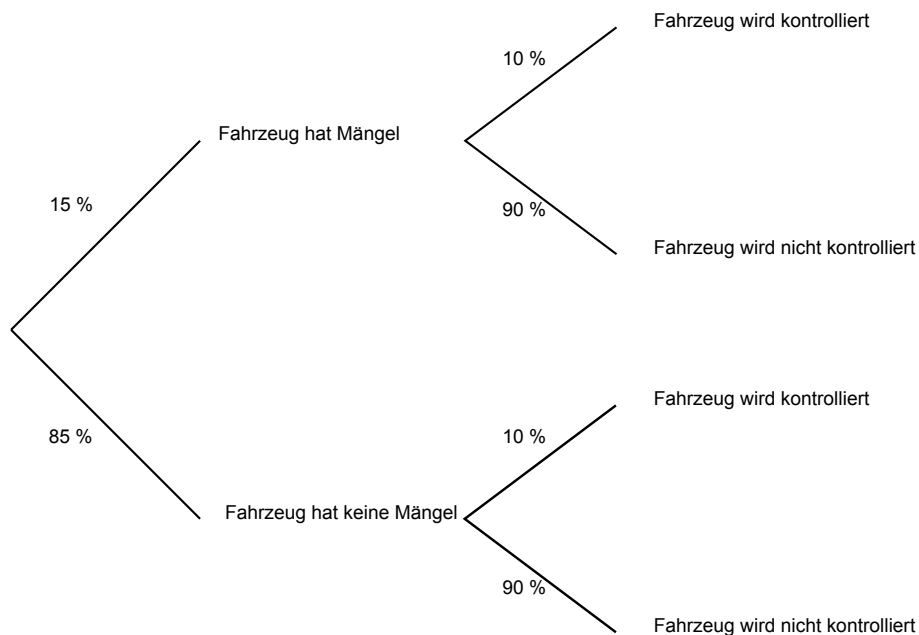 Fahrzeug wird kontrolliert
10 %
Fahrzeug hat Mängel
15 %
90 %
Fahrzeug wird nicht kontrolliert
Fahrzeug wird kontrolliert
10 %
85 %
Fahrzeug hat keine Mängel
90 %
Fahrzeug wird nicht kontrolliert